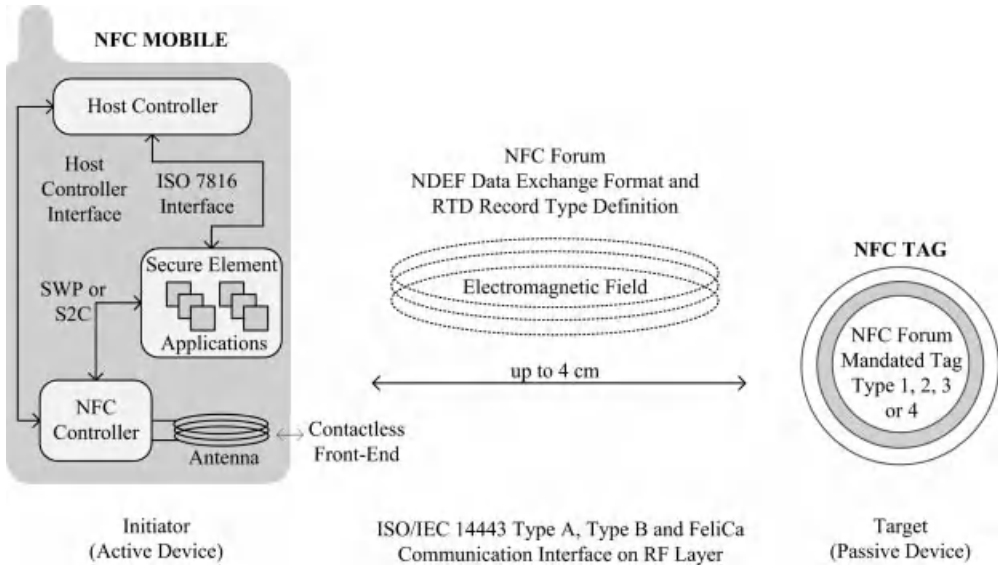 NFC MOBILE
Host Controller
Host
Controller
Interface
ISO 7816
Interface
Secure Element
Applications
SWP or
S2C
NFC
Controller
Antenna
Contactless
Front-End
Initiator
(Active Device)
NFC Forum
NDEF Data Exchange Format and
RTD Record Type Definition
Electromagnetic Field
up to 4 cm
ISO/IEC 14443 Type A, Type B and FeliCa
Communication Interface on RF Layer
NFC TAG
NFC Forum
Mandated Tag
Type 1, 2, 3
or 4
Target
(Passive Device)